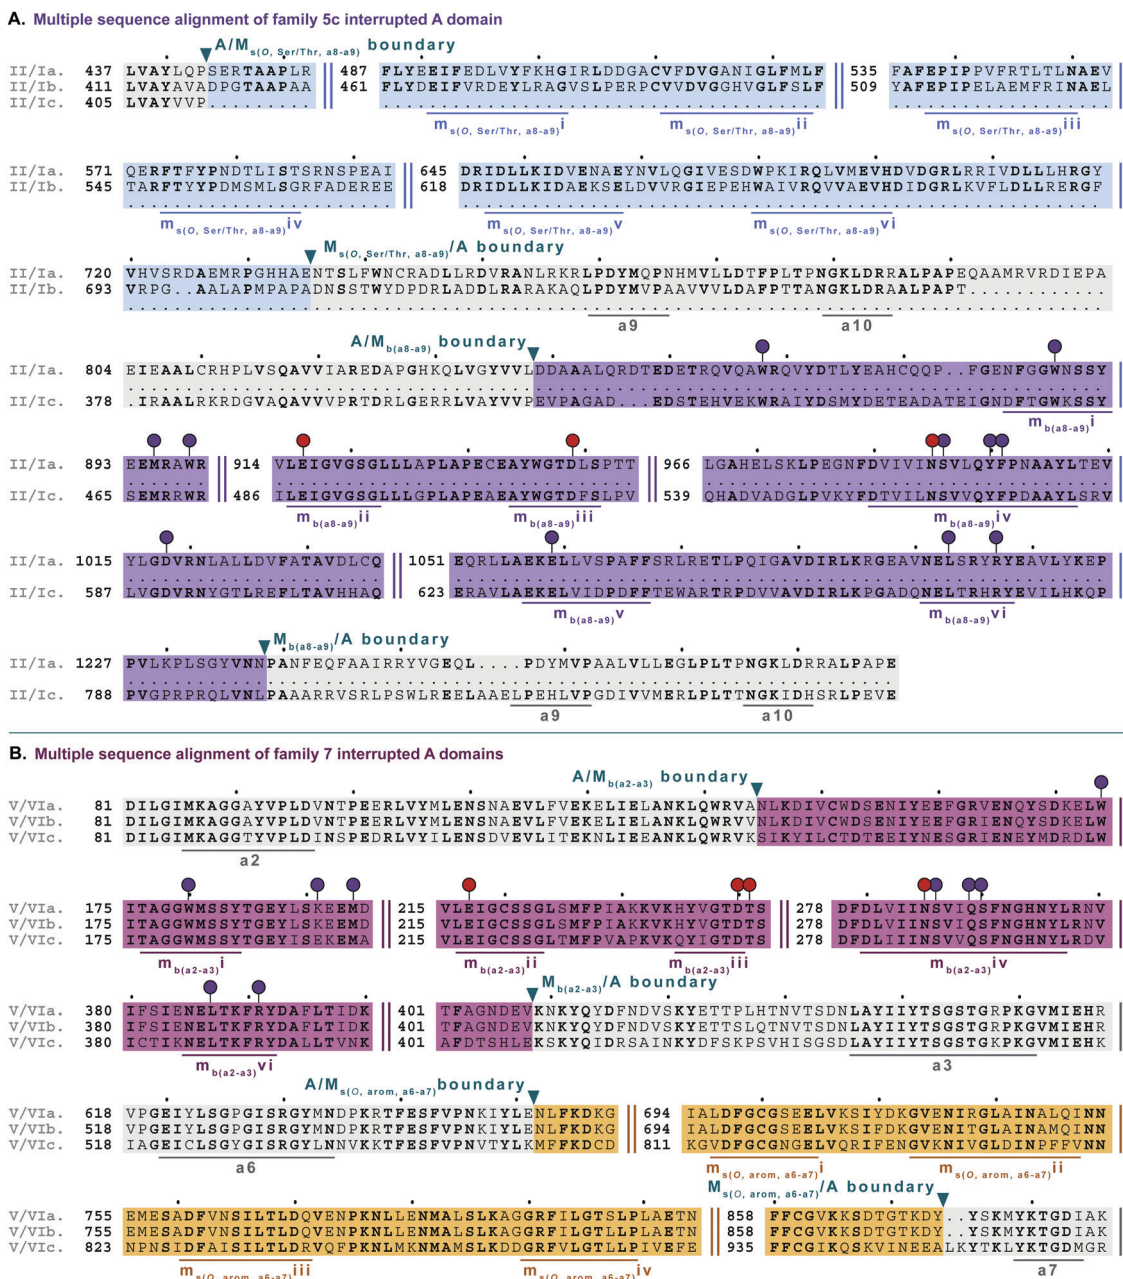 A. Multiple sequence alignment of family 5c interrupted A domain
A/Ms(O, Ser/Thr, a8-a9) boundary
II/Ia. 437 LVAYLQPSERTAAPLR 487 FLYEEIFEDLVYFKHGIRLDDGACVFDVGANIGLFMLF 535 FAFEPIPPVFRTLTLNAEV
II/Ib. 411 LVAYAVADPGTAAPAA 461 FLYDEIFVRDEYLRAGVSLPERPCVVDVGGHVGLFSLF 509 YAFEPIPELAEMFRINAEL
II/Ic. 405 LVAYVVP.........
ms(O, Ser/Thr, a8-a9)i ms(O, Ser/Thr, a8-a9)ii ms(O, Ser/Thr, a8-a9)iii
II/Ia. 571 QERFTFYPNDTLISTSRNSPEAI 645 DRIDLLKIDVENAEYNVLQGIVESDWPKIRQLVMEVHDVDGRLRRIVDLLLHRGY
II/Ib. 545 TARFTYYPDMSMLSGRFADEREE 618 DRIDLLKIDAEKSELDVVRGIEPEHWAIVRQVVAEVHDIDGRLKVFLDLLRERGF
ms(O, Ser/Thr, a8-a9)iv ms(O, Ser/Thr, a8-a9)v ms(O, Ser/Thr, a8-a9)vi
Ms(O, Ser/Thr, a8-a9)/A boundary
II/Ia. 720 VHVSRDAEMRPGHHAENTSLFWNCRADLLRDVRANLRKRLPDYMQPNHMVLLDTFPLTPNGKLDRRALPAPEQAAMRVRDIEPA
II/Ib. 693 VRPG..AALAPMPAPADNSSTWYDPDRLADDLRARAKAQLPDYMVPAAVVVLDAFPTTANGKLDRAALPAPT............
a9 a10
A/Mb(a8-a9) boundary
II/Ia. 804 EIEAALCRHPLVSQAVVIAREDAPGHKQLVGYVVLDDAAALQRDTEDETRQVQAWRQVYDTLYEAHCQQP..FGENFGGWNSSY
II/Ic. 378 .IRAALRKRDGVAQAVVVPRTDRLGERRLVAYVVPEVPAGAD...EDSTEHVEKWRAIYDSMYDETEADATEIGNDFTGWKSSY
mb(a8-a9)i
II/Ia. 893 EEMRAWR 914 VLEIGVGSGLLLAPLAPECEAYWGTDLSPTT 966 LGAHELSKLPEGNFDVIVINSVLQYFPNAAYLTEV
II/Ic. 465 SEMRRWR 486 ILEIGVGSGLLLGPLAPEAEAYWGTDFSLPV 539 QHADVADGLPVKYFDTVILNSVVQYFPDAAYLSRV
mb(a8-a9)ii mb(a8-a9)iii mb(a8-a9)iv
II/Ia. 1015 YLGDVRNLALLDVFATAVDLCQ 1051 EQRLLAEKELLVSPAFFSRLRETLPQIGAVDIRLKRGEAVNELSRYRYEAVLYKEP
II/Ic. 587 LVGDVRNYGTLREFLTAVHHAQ 623 ERAVLAEKELVIDPDFFTEWARTRPDVVAVDIRLKPGADQNELTRHRYEVILHKQP
mb(a8-a9)v mb(a8-a9)vi
Mb(a8-a9)/A boundary
II/Ia. 1227 PVLKPLSGYVNNPANFEQFAAIRRYVGEQL....PDYMVPAALVLLEGLPLTPNGKLDRRALPAPE
II/Ic. 788 PVGPRPRQLVNLPAAARRVSRLPSWLREELAAELPEHLVPGDIVVMERLPLTTNGKIDHSRLPEVE
a9 a10
B. Multiple sequence alignment of family 7 interrupted A domains
A/Mb(a2-a3) boundary
V/VIa. 81 DILGIMKAGGAYVPLDVNTPEERLVYMLENSNAEVLFVEKELIELANKLQWRVANLKDIVCWDSENIYEEFGRVENQYSDKELW
V/VIb. 81 DILGIMKAGGAYVPLDVNTPEERLVYMLENSNAEVLFVEKELIELANKLQWRVVNLKDIVCWDSENIYEEFGRIENQYSDKELW
V/VIc. 81 DILGIMKAGGTYVPLDINSPEDRLVYILENSDVEVLITEKNLIEEANKLQWRVKSIKYILCTDTEEIYNESGRIENEYMDRDLW
a2
V/VIa. 175 ITAGGWMSSYTGEYLSKEEMD 215 VLEIGCSSGLSMFPIAKKVKHYVGTDTS 278 DFDLVIINSVIQSFNGHNYLRNV
V/VIb. 175 ITAGGWMSSYTGEYLSKEEMD 215 VLEIGCSSGLSMFPIAKKVKHYVGTDTS 278 DFDLVIINSVIQSFNGHNYLRNV
V/VIc. 175 ITAGGWMSSYTGEYISEKEMA 215 VLEIGCSSGLTMFPVAPKVKQYIGTDTS 278 DFDLIIINSVVQSFNGHNYLRDV
mb(a2-a3)i mb(a2-a3)ii mb(a2-a3)iii mb(a2-a3)iv
Mb(a2-a3)/A boundary
V/VIa. 380 IFSIENELTKFRYDAFLTIDK 401 TFAGNDEVKNKYQYDFNDVSKYETTPLHTNVTSDNLAYIIYTSGSTGRPKGVMIEHR
V/VIb. 380 IFSIENELTKFRYDAFLTIDK 401 TFAGNDEVKNKYQYDFNDVSKYETTSLQTNVTSDNLAYIIYTSGSTGRPKGVMIEHR
V/VIc. 380 ICTIKNELTKFRYDALLTVNK 401 AFDTSHLEKSKYQIDRSAINKYDFSKPSVHISGSDLAYIIYTSGSTGKPKGVMIEHK
mb(a2-a3)vi a3
A/Ms(O, arom, a6-a7)boundary
V/VIa. 618 VPGEIYLSGPGISRGYMNDPKRTFESFVPNKIYLENLFKDKG 694 IALDFGCGSEELVKSIYDKGVENIRGLAINALQINN
V/VIb. 518 VPGEIYLSGPGISRGYMNDPKRTFESFVPNKIYLENLFKDKG 694 IALDFGCGSEELVKSIYDKGVENIRGLAINAMQINN
V/VIc. 518 IAGEICLSGYGISRGYLNNVKKTFESFVPNVTYLKMFFKDCD 811 KGVDFGCGNGELVQRIFENGVKNIVGLDINPFFVNN
a6 ms(O, arom, a6-a7)i ms(O, arom, a6-a7)ii
Ms(O, arom, a6-a7)/A boundary
V/VIa. 755 EMESADFVNSILTLDQVENPKNLLENMALSLKAGGRFILGTSLPLAETN 858 FFCGVKKSDTGTKDY..YSKMYKTGDIAK
V/VIb. 755 EMESADFVNSILTLDQVENPKNLLENMALSLKAGGRFILGTSLPLAETN 858 FFCGVKKSDTGTKDY..YSKMYKTGDIAK
V/VIc. 823 NPNSIDFAISILTLDRVQFPKNLMKNMAMSLKDDGRFVLGTLLPIVEFE 935 FFCGIKQSKVINEEALKYTKLYKTGDMGR
ms(O, arom, a6-a7)iii ms(O, arom, a6-a7)iv a7